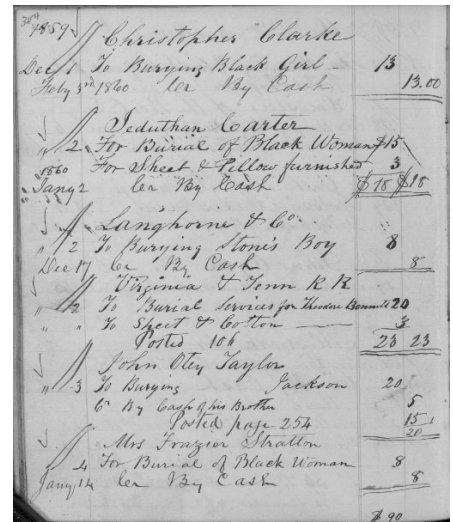 1859
Christopher Clarke
Dec 1 To Burying Black Girl 13
Feby 3rd 1860 Cr By Cash 13.00
Jeduthan Carter
" 2 For Burial of Black Woman $15
For Sheet & Pillow furnished 3
1860
Jany 2 Cr By Cash $18 $18
Langhorne & Co
" 2 To Burying Stone's Boy 8
Dec 17 Cr By Cash 8
Virginia & Tenn R R
" 2 To Burial Services for Theodore 20
" " To Sheet & Cotton 3
Posted 106 23 23
John Otey Taylor
" 3 To Burying Jackson 20
Cr By Cash of his Brother 5
Posted page 254 15
20
Mrs Frazier Stratton
" 4 For Burial of Black Woman 8
Jany 14 Cr By Cash 8
$90